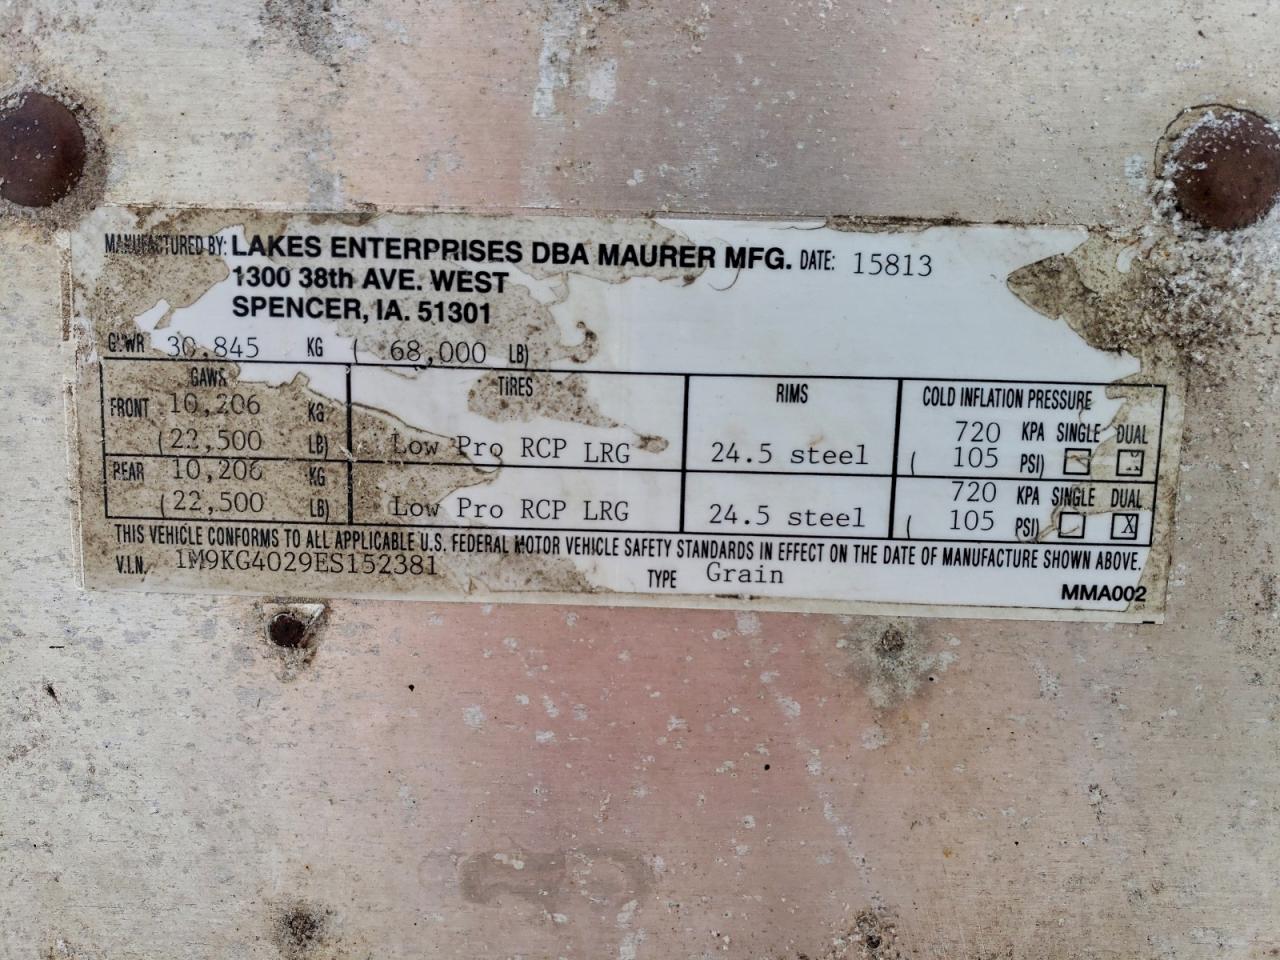 MANUFACTURED BY: LAKES ENTERPRISES DBA MAURER MFG. DATE: 15813
1300 38th AVE. WEST
SPENCER, IA. 51301
GVWR 30,845 KG ( 68,000 LB)
GAWR TIRES RIMS COLD INFLATION PRESSURE
FRONT 10,206 KG 720 KPA SINGLE DUAL
(22,500 LB) Low Pro RCP LRG 24.5 steel ( 105 PSI) X
REAR 10,206 KG 720 KPA SINGLE DUAL
(22,500 LB) Low Pro RCP LRG 24.5 steel ( 105 PSI) X
THIS VEHICLE CONFORMS TO ALL APPLICABLE U.S. FEDERAL MOTOR VEHICLE SAFETY STANDARDS IN EFFECT ON THE DATE OF MANUFACTURE SHOWN ABOVE.
V.I.N. 1M9KG4029ES152381 TYPE Grain
MMA002